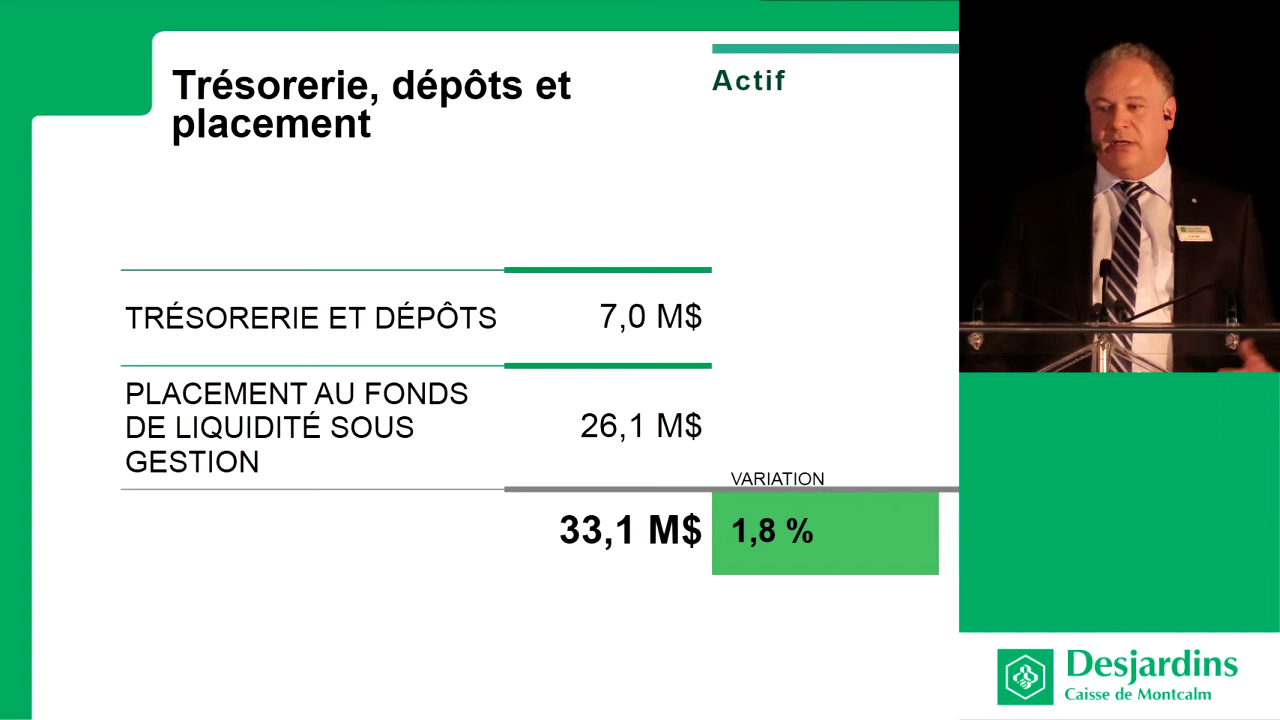 Trésorerie, dépôts et
placement
Actif
TRÉSORERIE ET DÉPÔTS
7,0 M$
PLACEMENT AU FONDS
DE LIQUIDITÉ SOUS
GESTION
26,1 M$
VARIATION
33,1 M$
1,8 %
Desjardins
Caisse de Montcalm